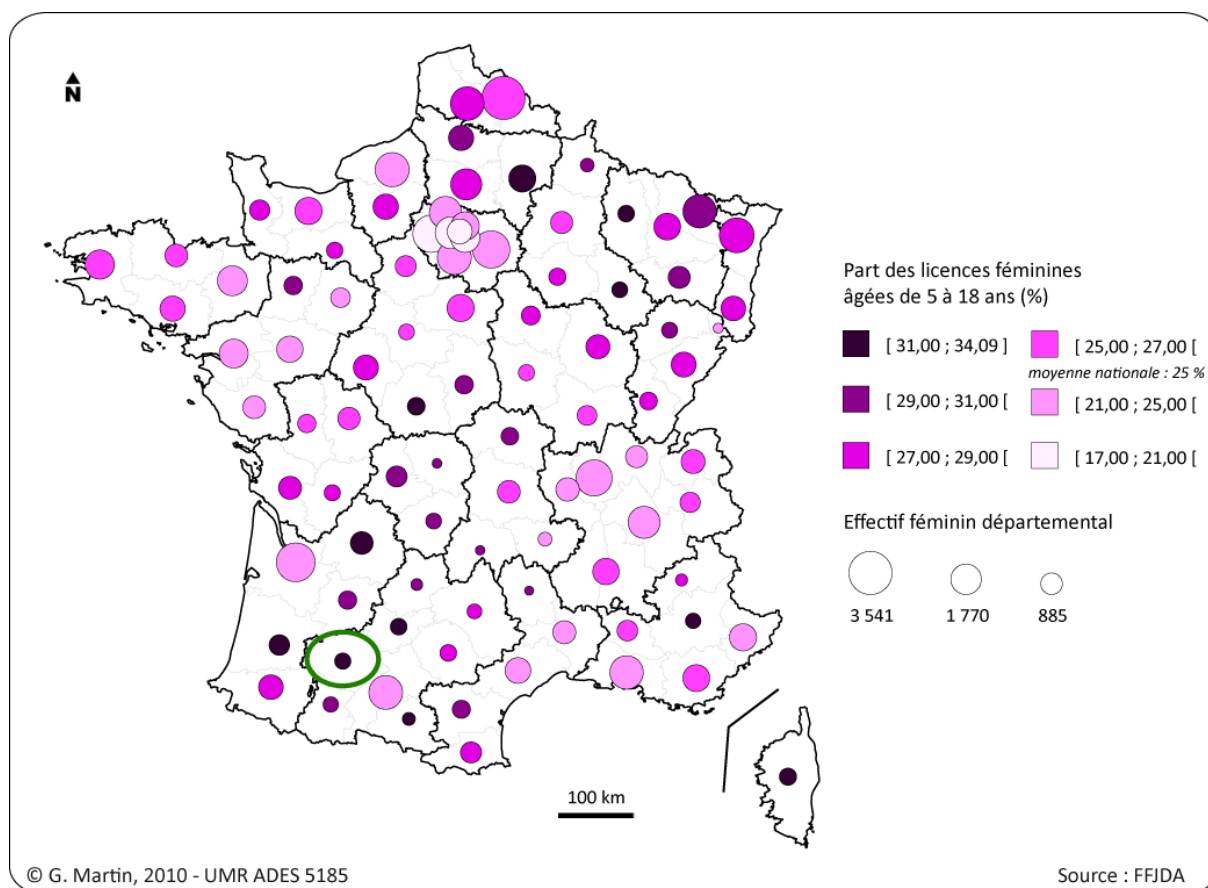 N
Part des licences féminines
âgées de 5 à 18 ans (%)
[ 31,00 ; 34,09 ]
[ 25,00 ; 27,00 [
moyenne nationale : 25 %
[ 29,00 ; 31,00 [
[ 21,00 ; 25,00 [
[ 27,00 ; 29,00 [
[ 17,00 ; 21,00 [
Effectif féminin départemental
3 541
1 770
885
100 km
© G. Martin, 2010 - UMR ADES 5185
Source : FFJDA